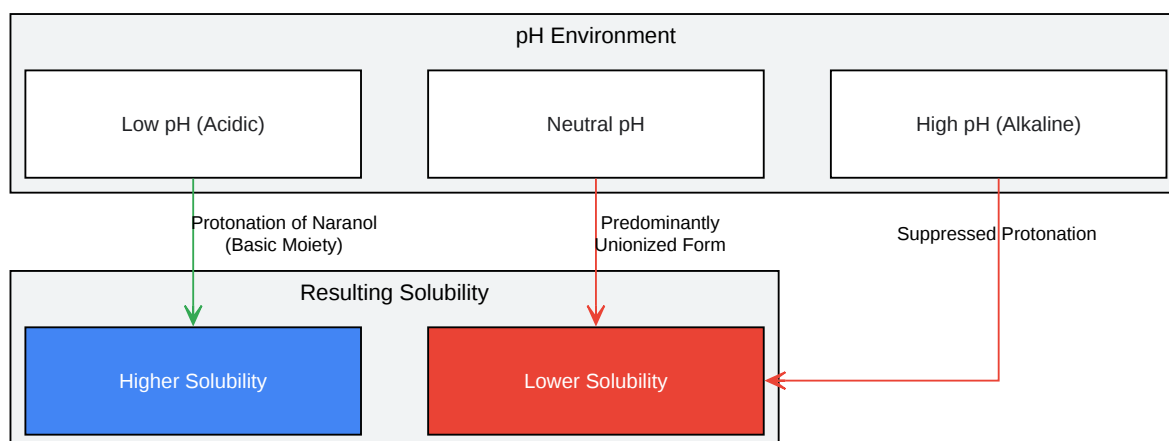 pH Environment
Low pH (Acidic)
Neutral pH
High pH (Alkaline)
Protonation of Naranol
(Basic Moiety)
Predominantly
Unionized Form
Suppressed Protonation
Resulting Solubility
Higher Solubility
Lower Solubility